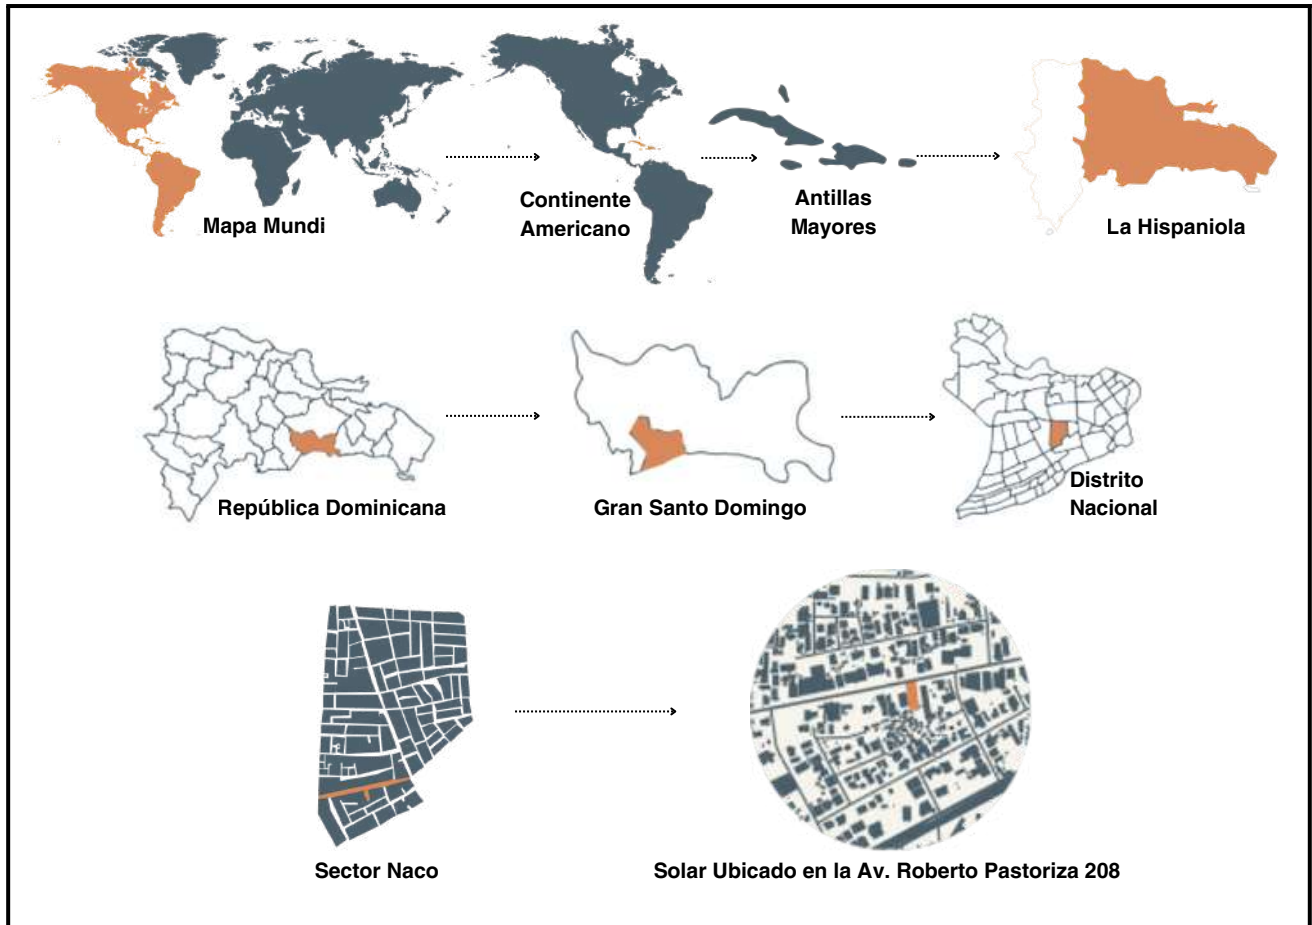 Mapa Mundi
Continente
Americano
Antillas
Mayores
La Hispaniola
República Dominicana
Gran Santo Domingo
Distrito
Nacional
Sector Naco
Solar Ubicado en la Av. Roberto Pastoriza 208